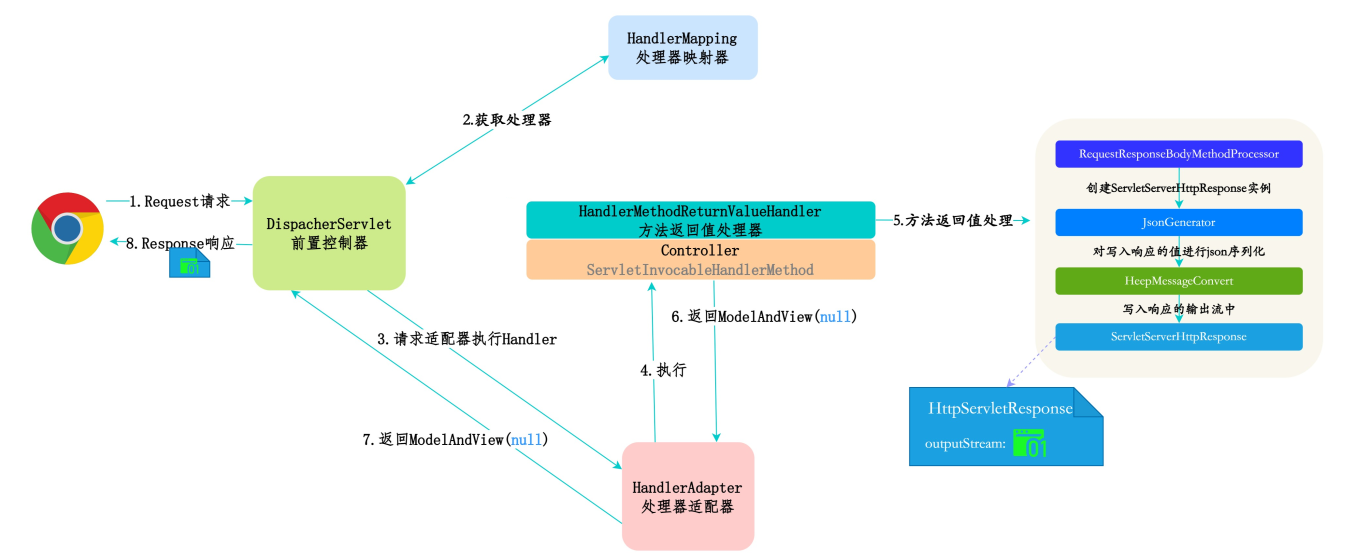 HandlerMapping
处理器映射器
2.获取处理器
1.Request请求
8.Response响应
01
DispacherServlet
前置控制器
HandlerMethodReturnValueHandler
方法返回值处理器
Controller
ServletInvocableHandlerMethod
5.方法返回值处理
RequestResponseBodyMethodProcessor
创建ServletServerHttpResponse实例
JsonGenerator
对写入响应的值进行json序列化
HeepMessageConvert
写入响应的输出流中
ServletServerHttpResponse
3.请求适配器执行Handler
4.执行
6.返回ModelAndView(null)
7.返回ModelAndView(null)
HandlerAdapter
处理器适配器
HttpServletResponse
outputStream:
01